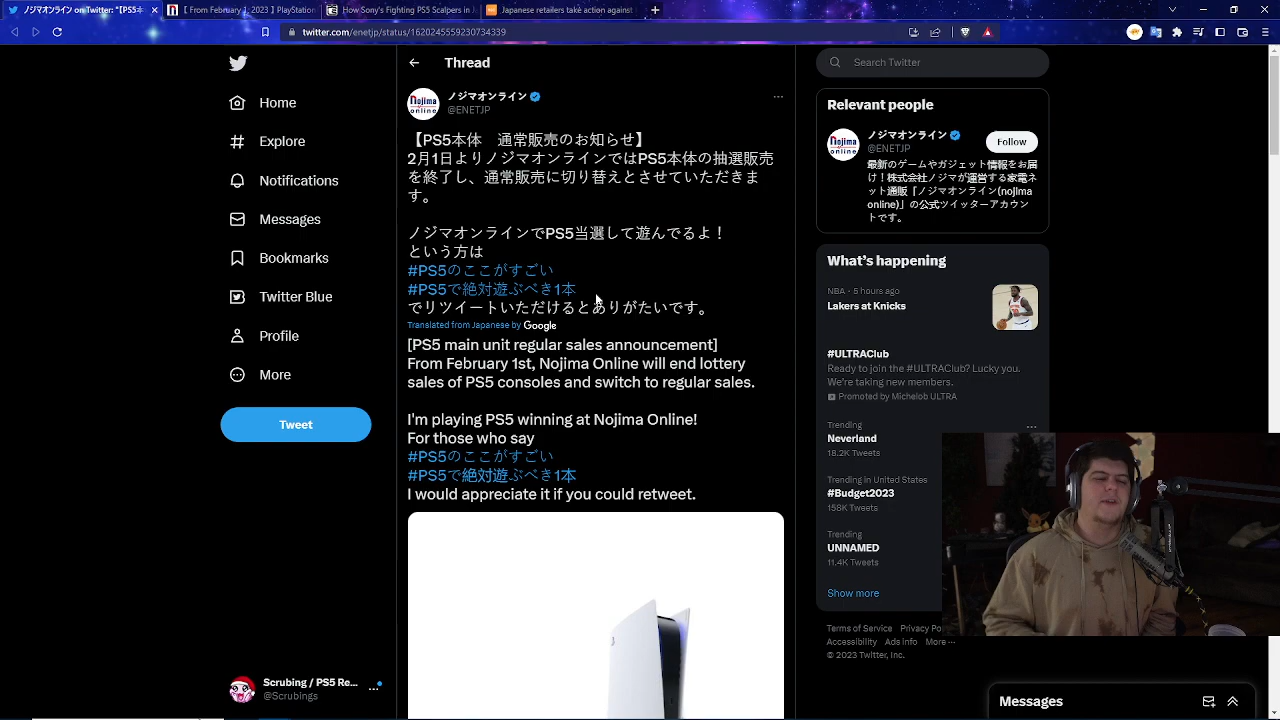 ノジマオンライン on Twitter: "【PS5本
[ From February 1, 2023 ] PlayStation
How Sony's Fighting PS5 Scalpers in J
Japanese retailers take action against
twitter.com/enetjp/status/1620245559230734339
Home
Explore
Notifications
Messages
Bookmarks
Twitter Blue
Profile
More
Tweet
Scrubing / PS5 Re...
@Scrubings
Thread
Nojima
online
ノジマオンライン
@ENETJP
【PS5本体　通常販売のお知らせ】
2月1日よりノジマオンラインではPS5本体の抽選販売
を終了し、通常販売に切り替えとさせていただきま
す。
ノジマオンラインでPS5当選して遊んでるよ！
という方は
#PS5のここがすごい
#PS5で絶対遊ぶべき1本
でリツイートいただけるとありがたいです。
Translated from Japanese by Google
[PS5 main unit regular sales announcement]
From February 1st, Nojima Online will end lottery
sales of PS5 consoles and switch to regular sales.
I'm playing PS5 winning at Nojima Online!
For those who say
#PS5のここがすごい
#PS5で絶対遊ぶべき1本
I would appreciate it if you could retweet.
Search Twitter
Relevant people
Nojima
online
ノジマオンライン
@ENETJP
Follow
最新のゲームやガジェット情報をお届
け！株式会社ノジマが運営する家電
ネット通販「ノジマオンライン(nojima
online)」の公式ツイッターアカウン
トです。
What's happening
NBA · 5 hours ago
Lakers at Knicks
#ULTRAClub
Ready to join the #ULTRAClub? Lucky you.
We're taking new members.
Promoted by Michelob ULTRA
Trending
Neverland
18.2K Tweets
Trending in United States
#Budget2023
158K Tweets
Trending
UNNAMED
11.4K Tweets
Show more
Terms of Service Privacy Po
Accessibility Ads info More ···
© 2023 Twitter, Inc.
Messages